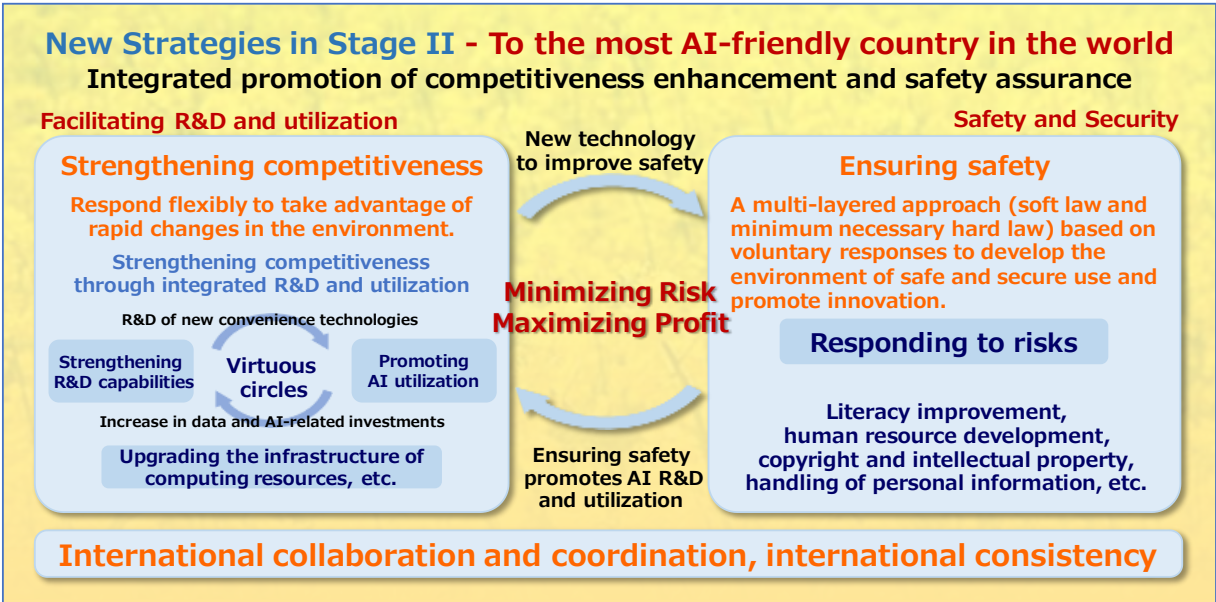 New Strategies in Stage II - To the most AI-friendly country in the world
Integrated promotion of competitiveness enhancement and safety assurance
Facilitating R&D and utilization
Strengthening competitiveness
Respond flexibly to take advantage of
rapid changes in the environment.
Strengthening competitiveness
through integrated R&D and utilization
R&D of new convenience technologies
Strengthening
R&D capabilities
Virtuous
circles
Promoting
AI utilization
Increase in data and AI-related investments
Upgrading the infrastructure of
computing resources, etc.
New technology
to improve safety
Minimizing Risk
Maximizing Profit
Ensuring safety
promotes AI R&D
and utilization
Safety and Security
Ensuring safety
A multi-layered approach (soft law and
minimum necessary hard law) based on
voluntary responses to develop the
environment of safe and secure use and
promote innovation.
Responding to risks
Literacy improvement,
human resource development,
copyright and intellectual property,
handling of personal information, etc.
International collaboration and coordination, international consistency